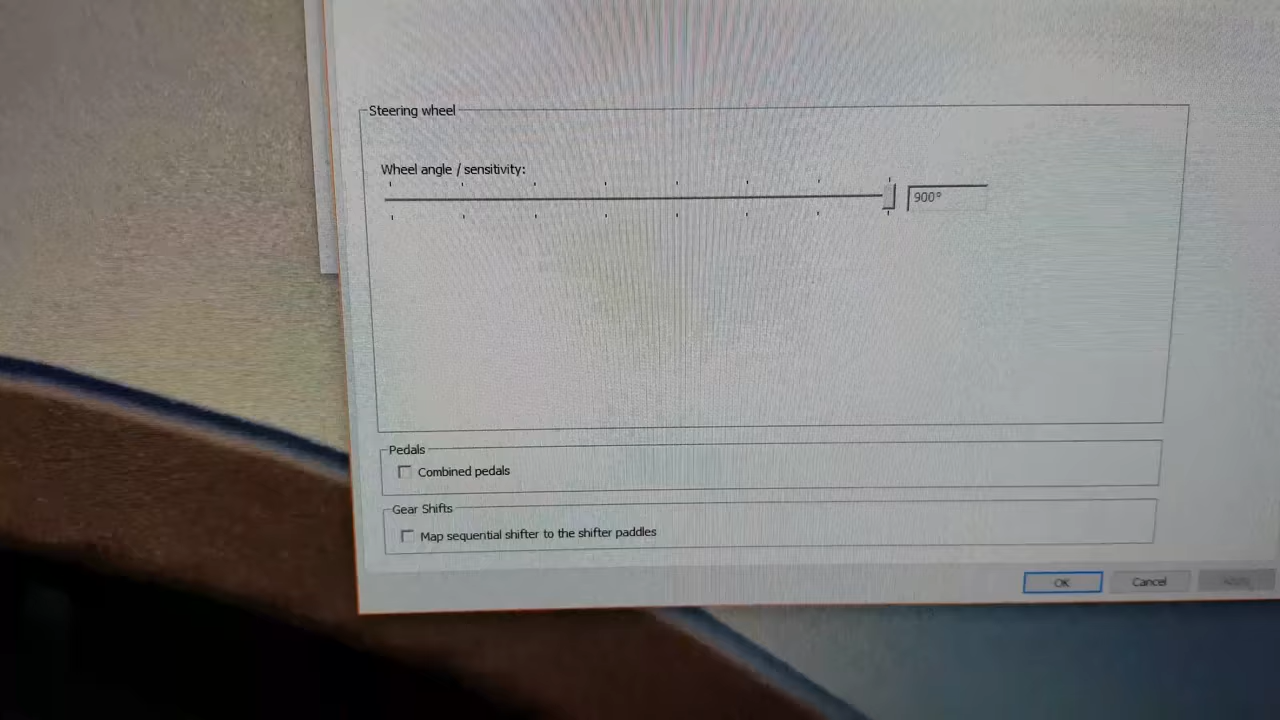 Steering wheel
Wheel angle / sensitivity:
900°
Pedals
Combined pedals
Gear Shifts
Map sequential shifter to the shifter paddles
OK
Cancel